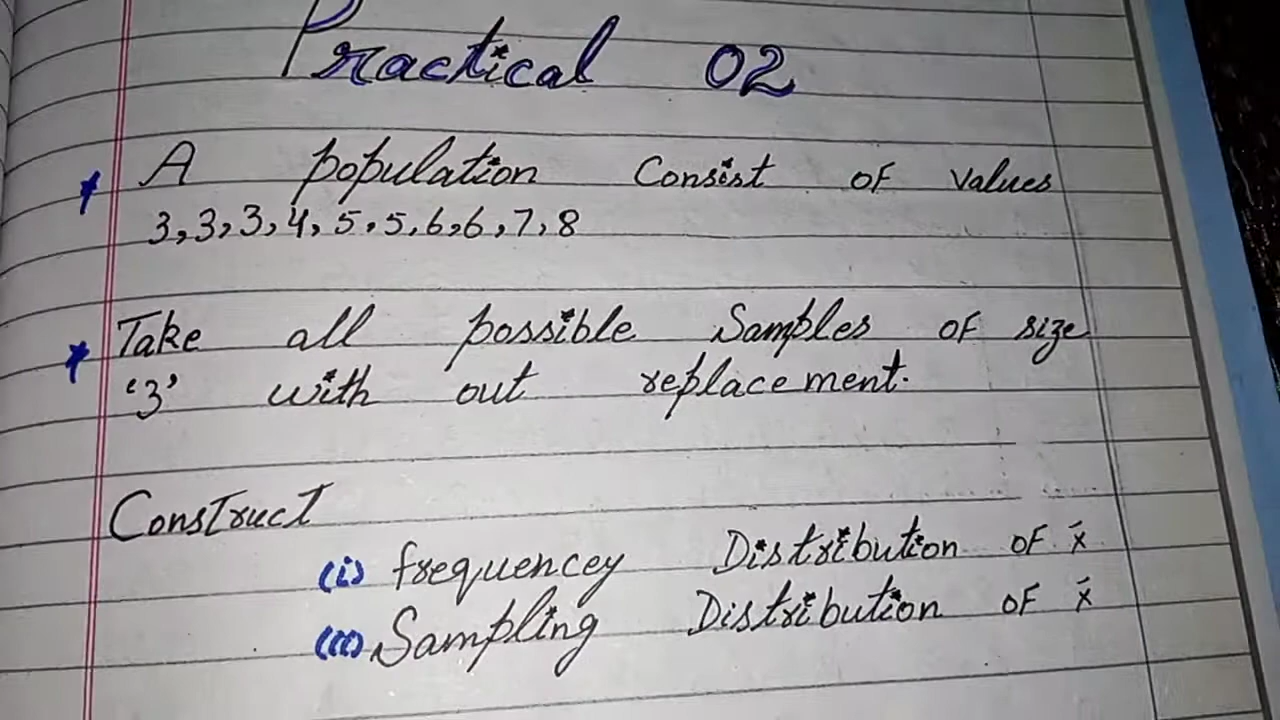 Practical 02
* A population Consist of values
3,3,3,4,5,5,6,6,7,8
* Take all possible Samples of size
'3' with out replacement.
Construct
(i) frequencey Distribution of x̄
(ii) Sampling Distribution of x̄